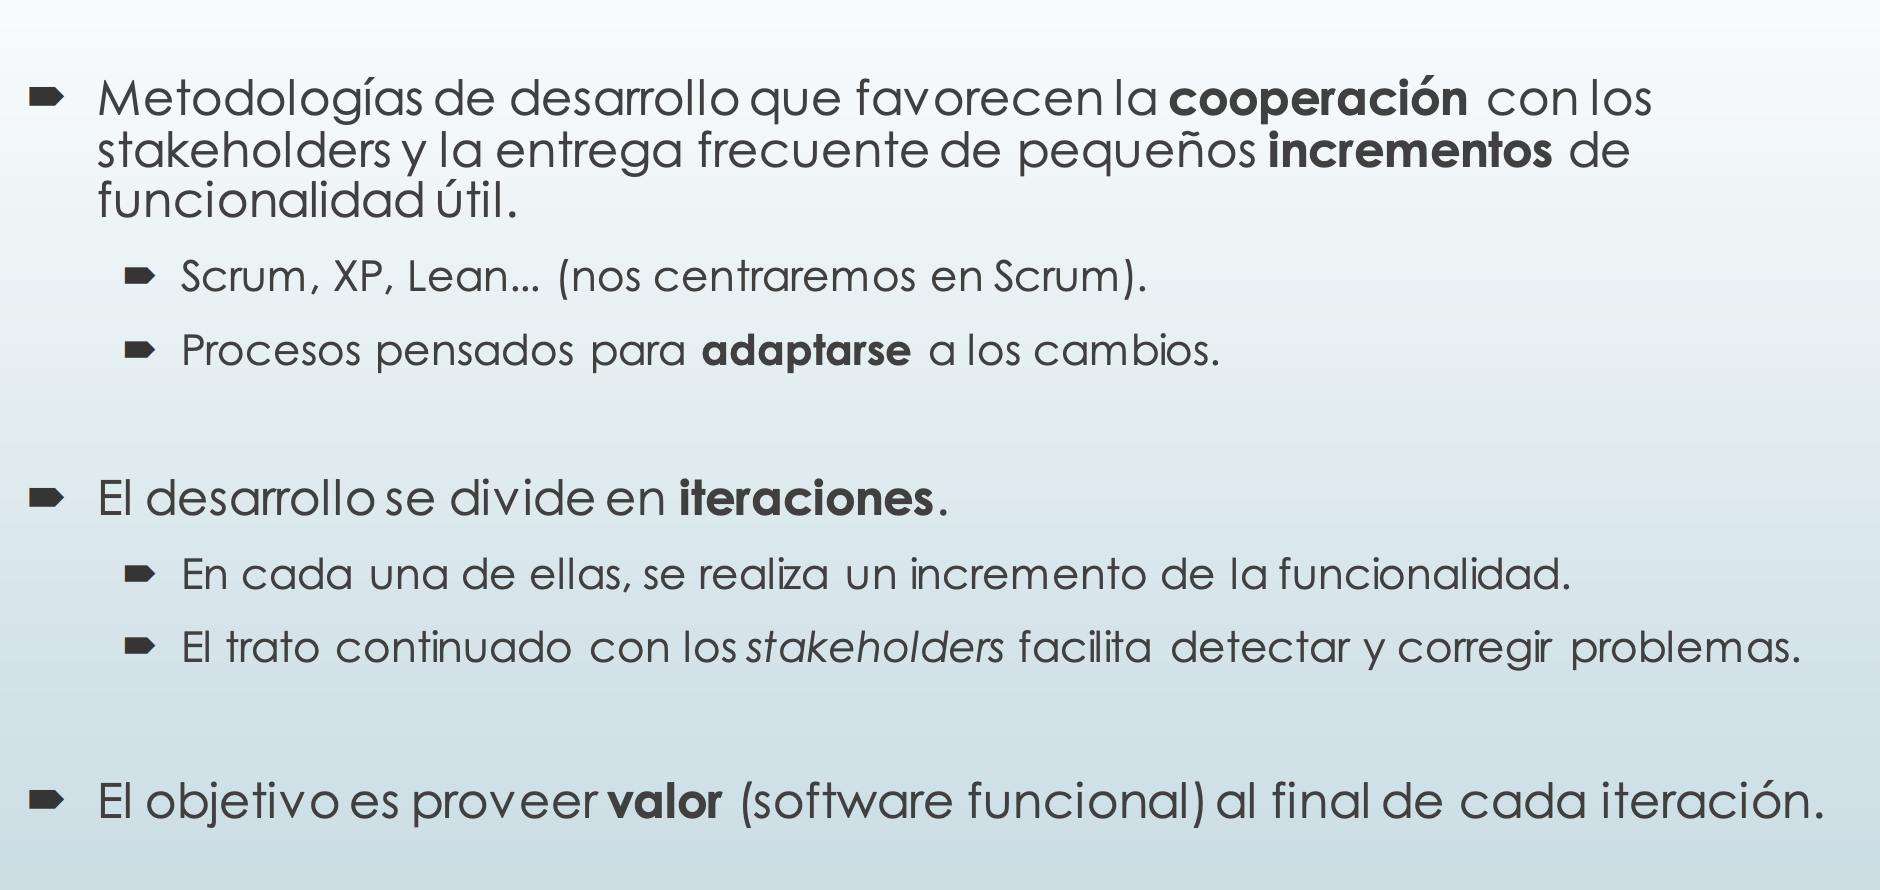 Metodologías de desarrollo que favorecen la cooperación con los
stakeholders y la entrega frecuente de pequeños incrementos de
funcionalidad útil.
Scrum, XP, Lean... (nos centraremos en Scrum).
Procesos pensados para adaptarse a los cambios.
El desarrollo se divide en iteraciones.
En cada una de ellas, se realiza un incremento de la funcionalidad.
El trato continuado con los stakeholders facilita detectar y corregir problemas.
El objetivo es proveer valor (software funcional) al final de cada iteración.